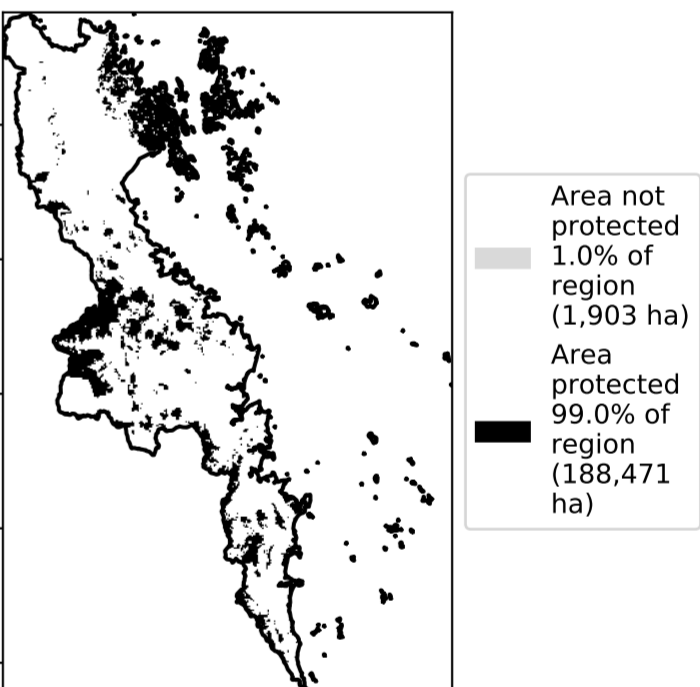 Area not
protected
1.0% of
region
(1,903 ha)
Area
protected
99.0% of
region
(188,471
ha)